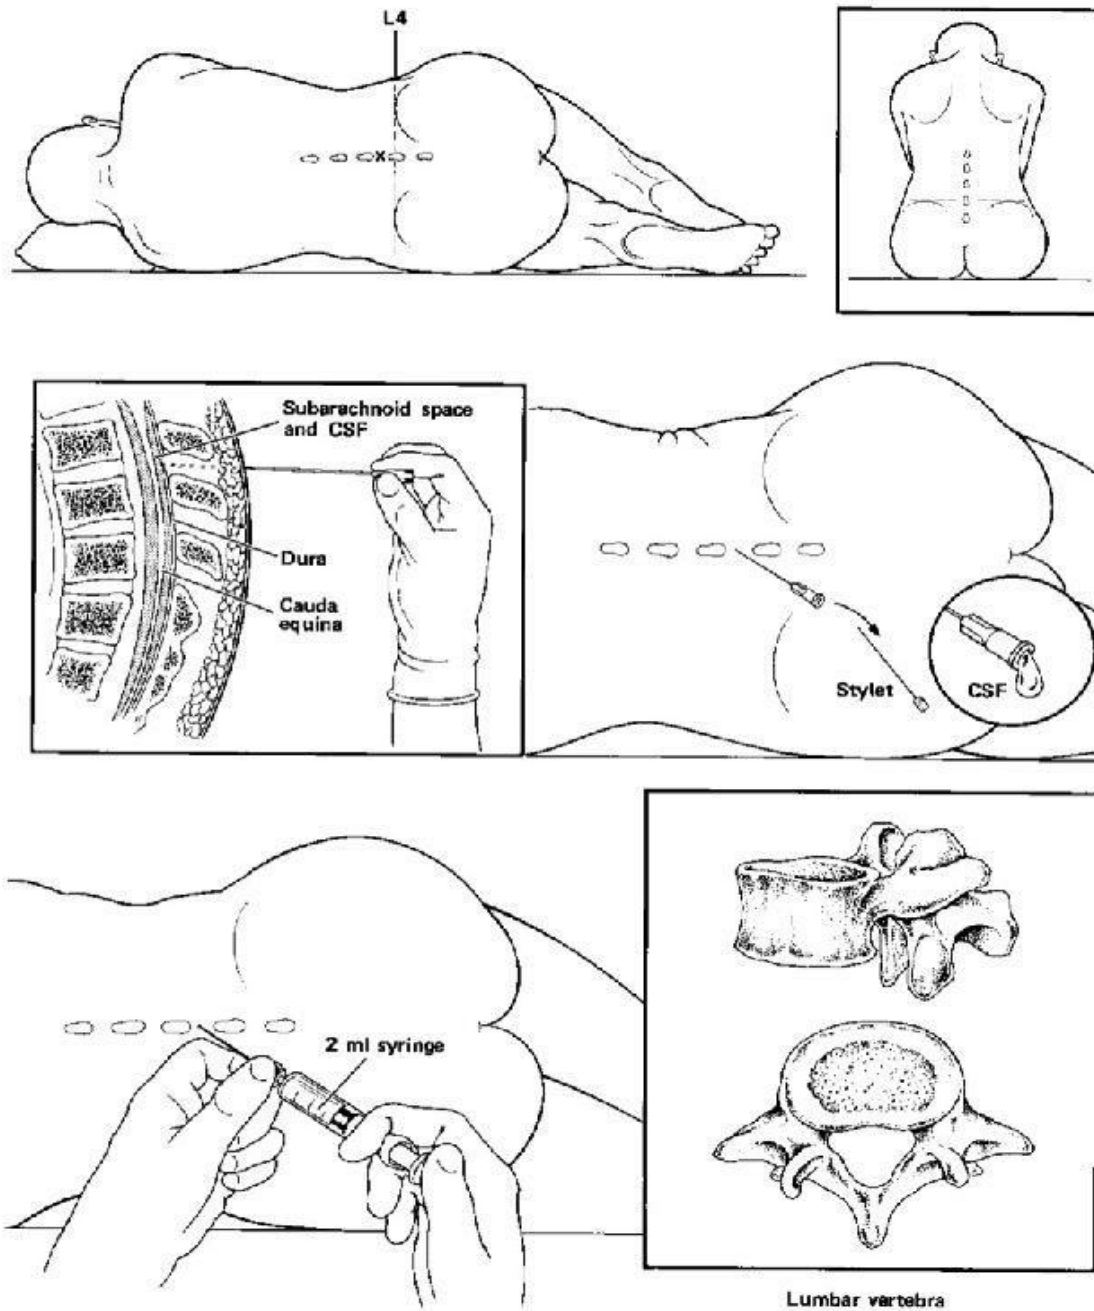 L4
x
Subarachnoid space
and CSF
Dura
Cauda
equina
Stylet
CSF
2 ml syringe
Lumbar vertebra